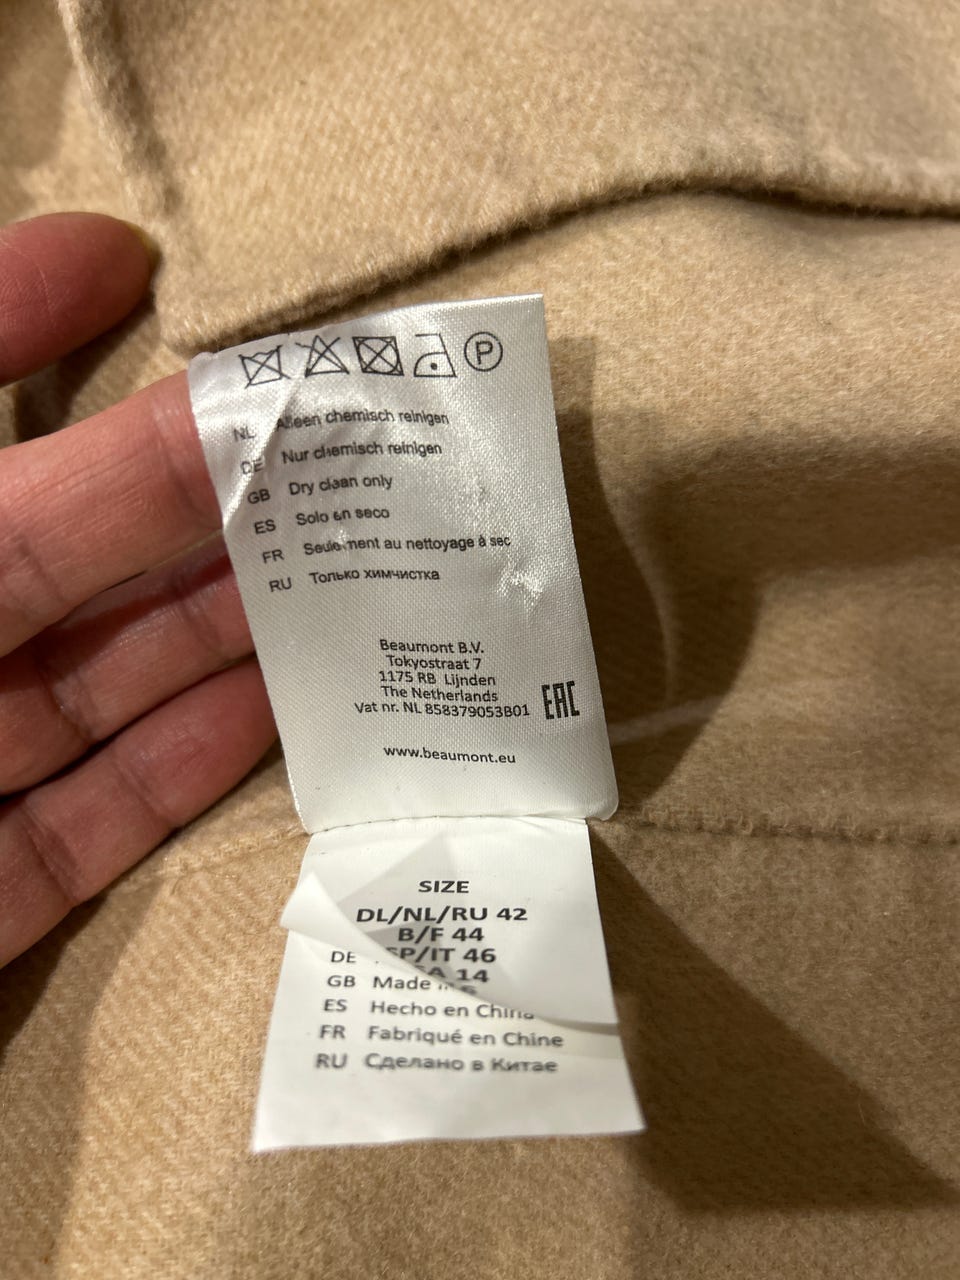 P
NL Alleen chemisch reinigen
DE Nur chemisch reinigen
GB Dry clean only
ES Solo en seco
FR Seulement au nettoyage à sec
RU Только химчистка
Beaumont B.V.
Tokyostraat 7
1175 RB Lijnden
The Netherlands
Vat nr. NL 858379053B01
EAC
www.beaumont.eu
SIZE
DL/NL/RU 42
B/F 44
SP/IT 46
14
DE
GB Made
ES Hecho en China
FR Fabriqué en Chine
RU Сделано в Китае